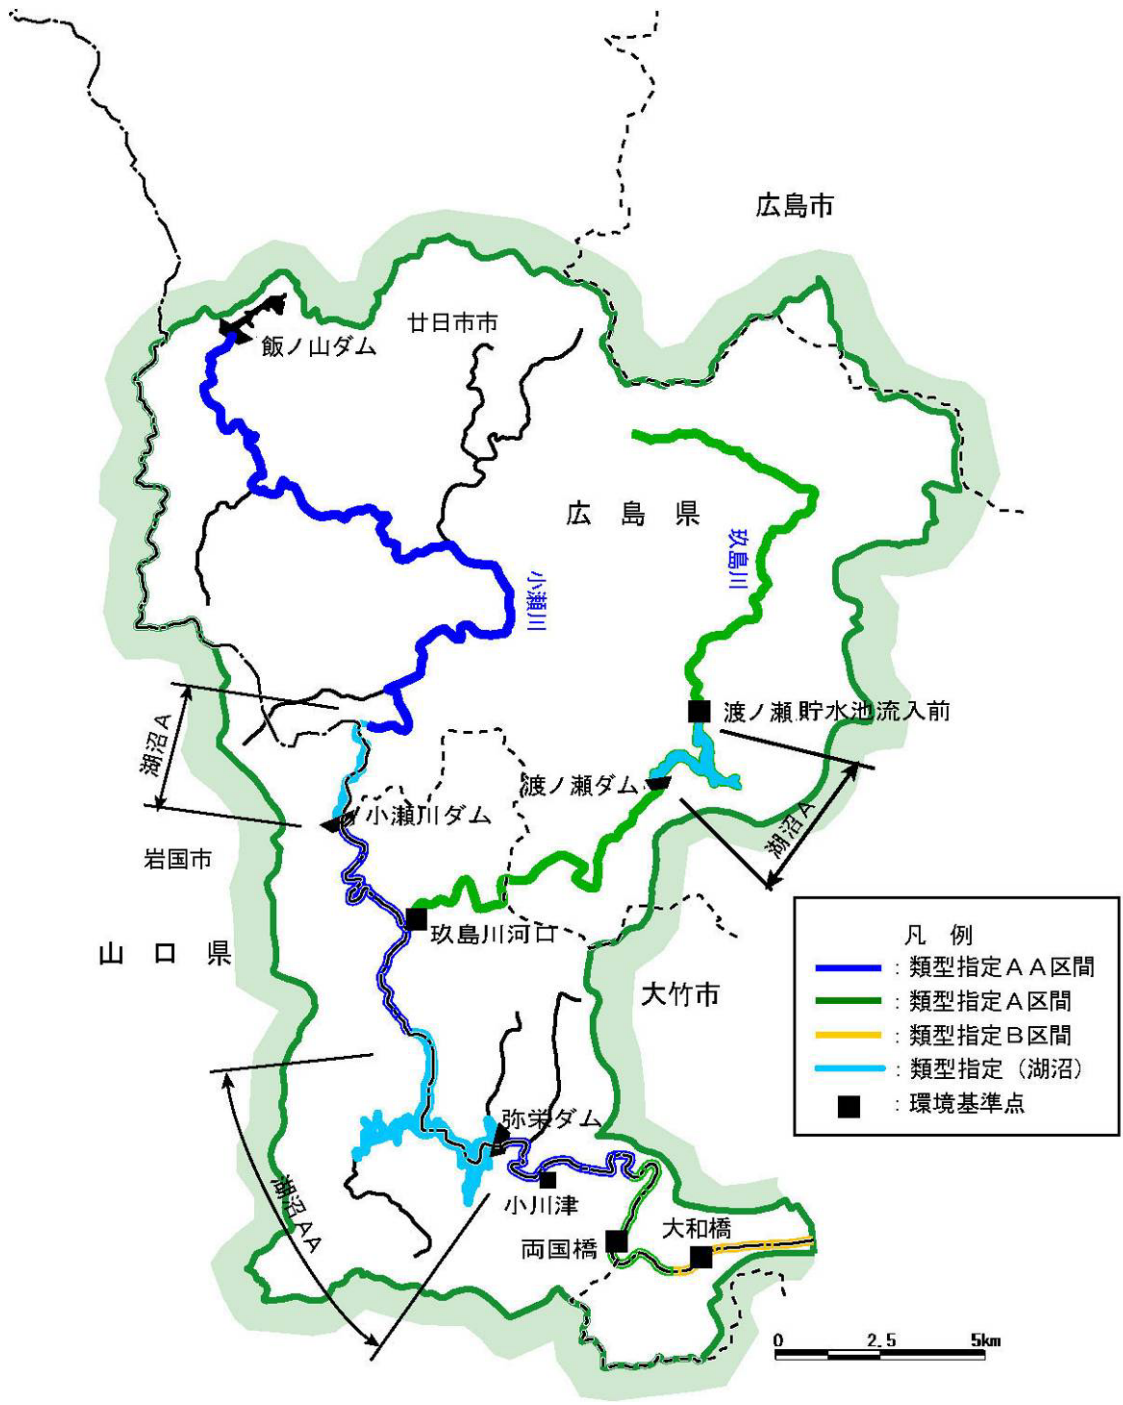 広島市
廿日市市
飯ノ山ダム
広島県
玖島川
小瀬川
渡ノ瀬貯水池流入前
湖沼A
渡ノ瀬ダム
小瀬川ダム
湖沼A
岩国市
玖島川河口
山口県
大竹市
凡例
：類型指定ＡＡ区間
：類型指定Ａ区間
：類型指定Ｂ区間
：類型指定（湖沼）
：環境基準点
弥栄ダム
湖沼AA
小川津
両国橋
大和橋
0 2.5 5km